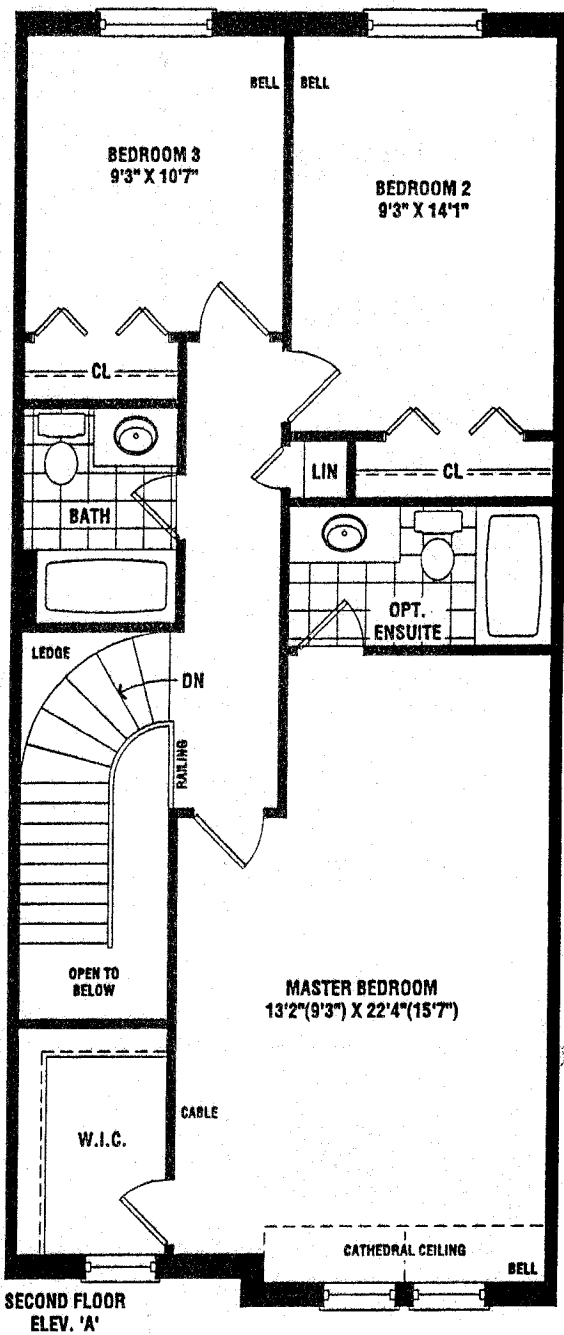 BELL
BELL
BEDROOM 3
9'3" X 10'7"
BEDROOM 2
9'3" X 14'1"
CL
LIN
CL
BATH
OPT.
ENSUITE
LEDGE
DN
RAILING
OPEN TO
BELOW
MASTER BEDROOM
13'2"(9'3") X 22'4"(15'7")
CABLE
W.I.C.
CATHEDRAL CEILING
BELL
SECOND FLOOR
ELEV. 'A'